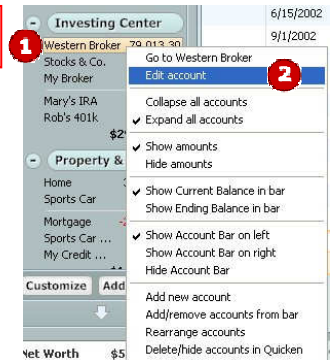 6/15/2002
Investing Center
1
9/1/2002
Western Broker 79,013.30
Stocks & Co.
My Broker
Mary's IRA
Rob's 401k
Property &
Home
Sports Car
Mortgage
Sports Car ...
My Credit ...
Customize Add
Net Worth $5
Go to Western Broker
Edit account 2
Collapse all accounts
✓ Expand all accounts
✓ Show amounts
Hide amounts
✓ Show Current Balance in bar
Show Ending Balance in bar
✓ Show Account Bar on left
Show Account Bar on right
Hide Account Bar
Add new account
Add/remove accounts from bar
Rearrange accounts
Delete/hide accounts in Quicken